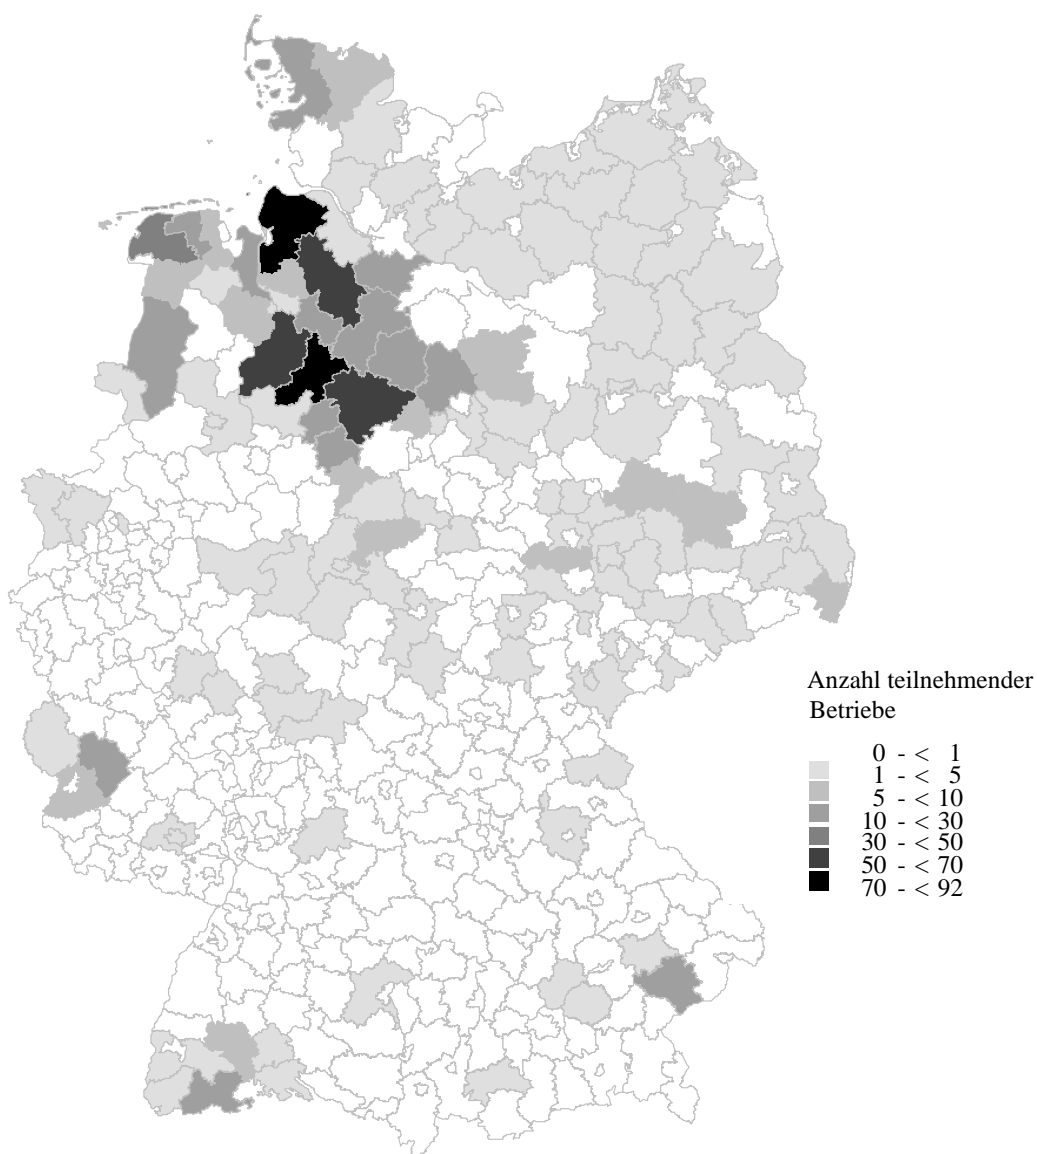 Anzahl teilnehmender
Betriebe
0 - < 1
1 - < 5
5 - < 10
10 - < 30
30 - < 50
50 - < 70
70 - < 92